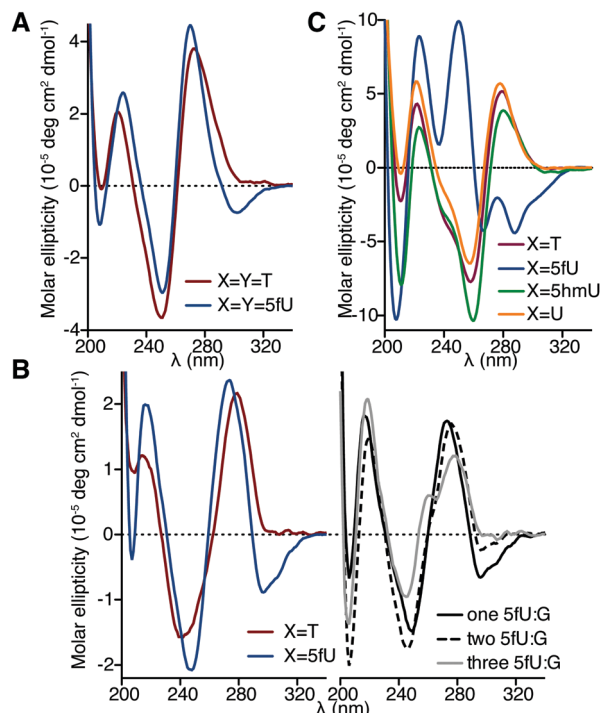 A
Molar ellipticity (10⁻⁵ deg cm² dmol⁻¹)
4
2
0
-2
-4
200 240 280 320
λ (nm)
X=Y=T
X=Y=5fU
C
Molar ellipticity (10⁻⁵ deg cm² dmol⁻¹)
10
5
0
-5
-10
200 240 280 320
λ (nm)
X=T
X=5fU
X=5hmU
X=U
B
Molar ellipticity (10⁻⁵ deg cm² dmol⁻¹)
2
1
0
-1
-2
200 240 280 320
λ (nm)
X=T
X=5fU
200 240 280 320
λ (nm)
one 5fU:G
two 5fU:G
three 5fU:G